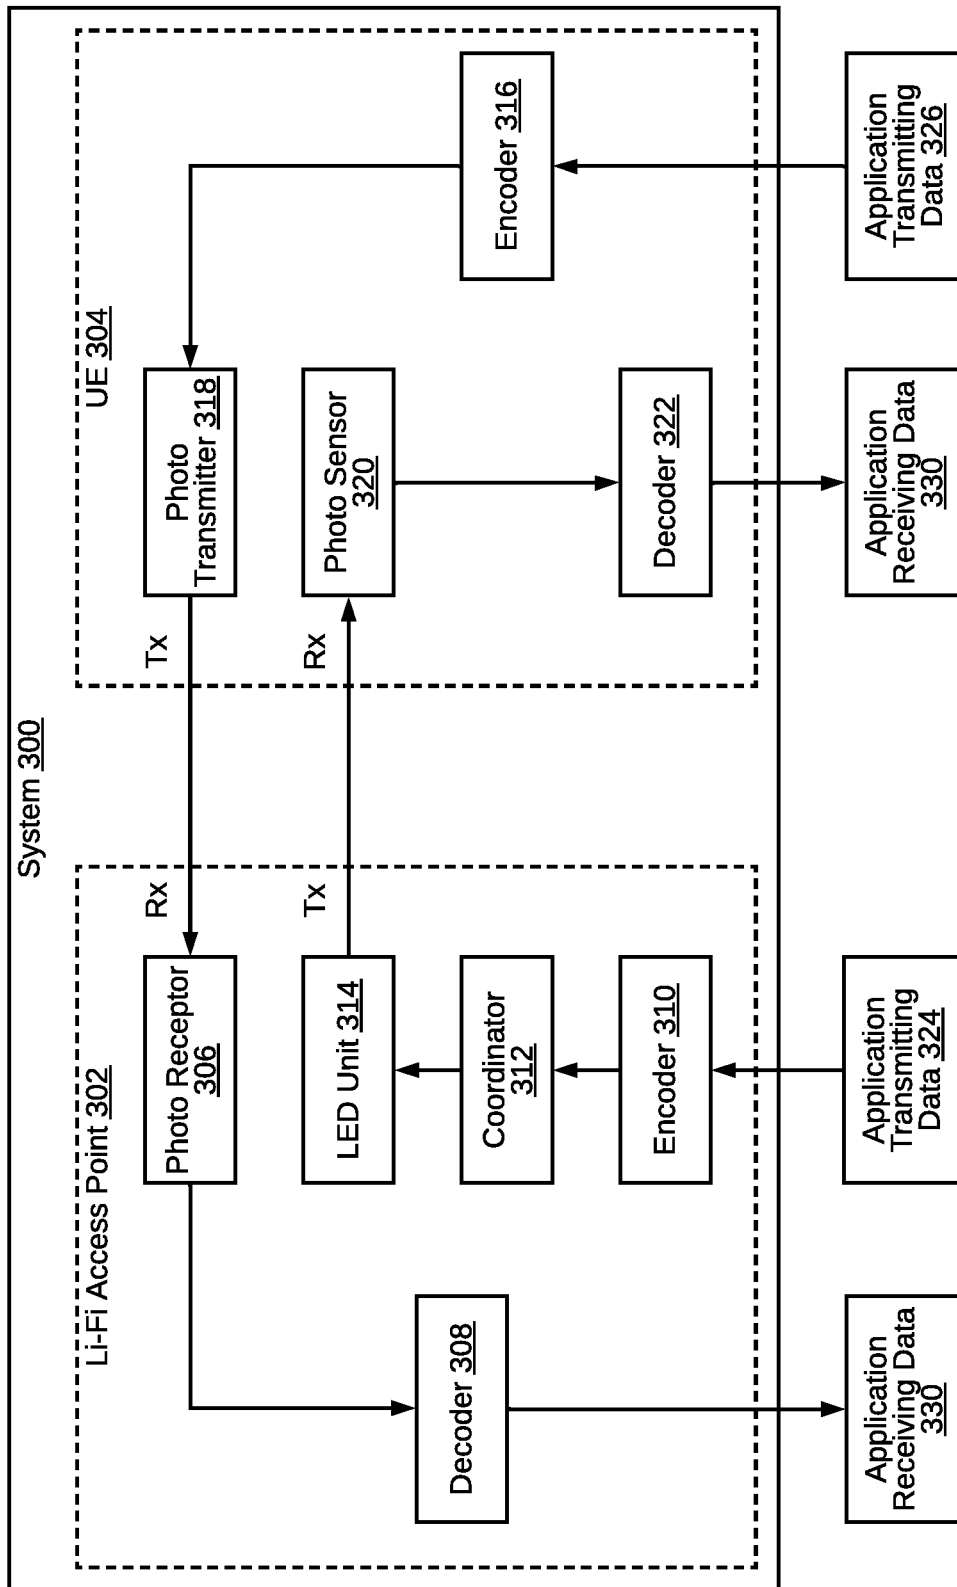 System 300
Li-Fi Access Point 302
UE 304
Photo Receptor
306
Rx
Tx
Photo
Transmitter 318
LED Unit 314
Tx
Rx
Photo Sensor
320
Decoder 308
Coordinator
312
Encoder 316
Encoder 310
Decoder 322
Application
Receiving Data
330
Application
Transmitting
Data 324
Application
Receiving Data
330
Application
Transmitting
Data 326